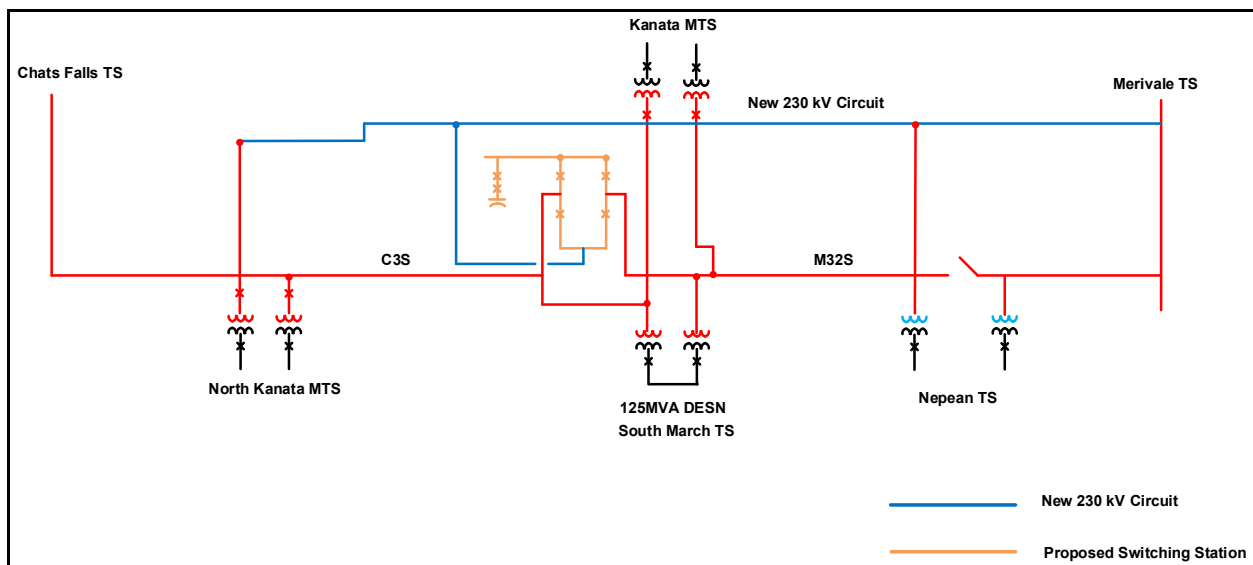 Kanata MTS
Chats Falls TS
Merivale TS
New 230 kV Circuit
C3S
M32S
North Kanata MTS
125MVA DESN
South March TS
Nepean TS
New 230 kV Circuit
Proposed Switching Station